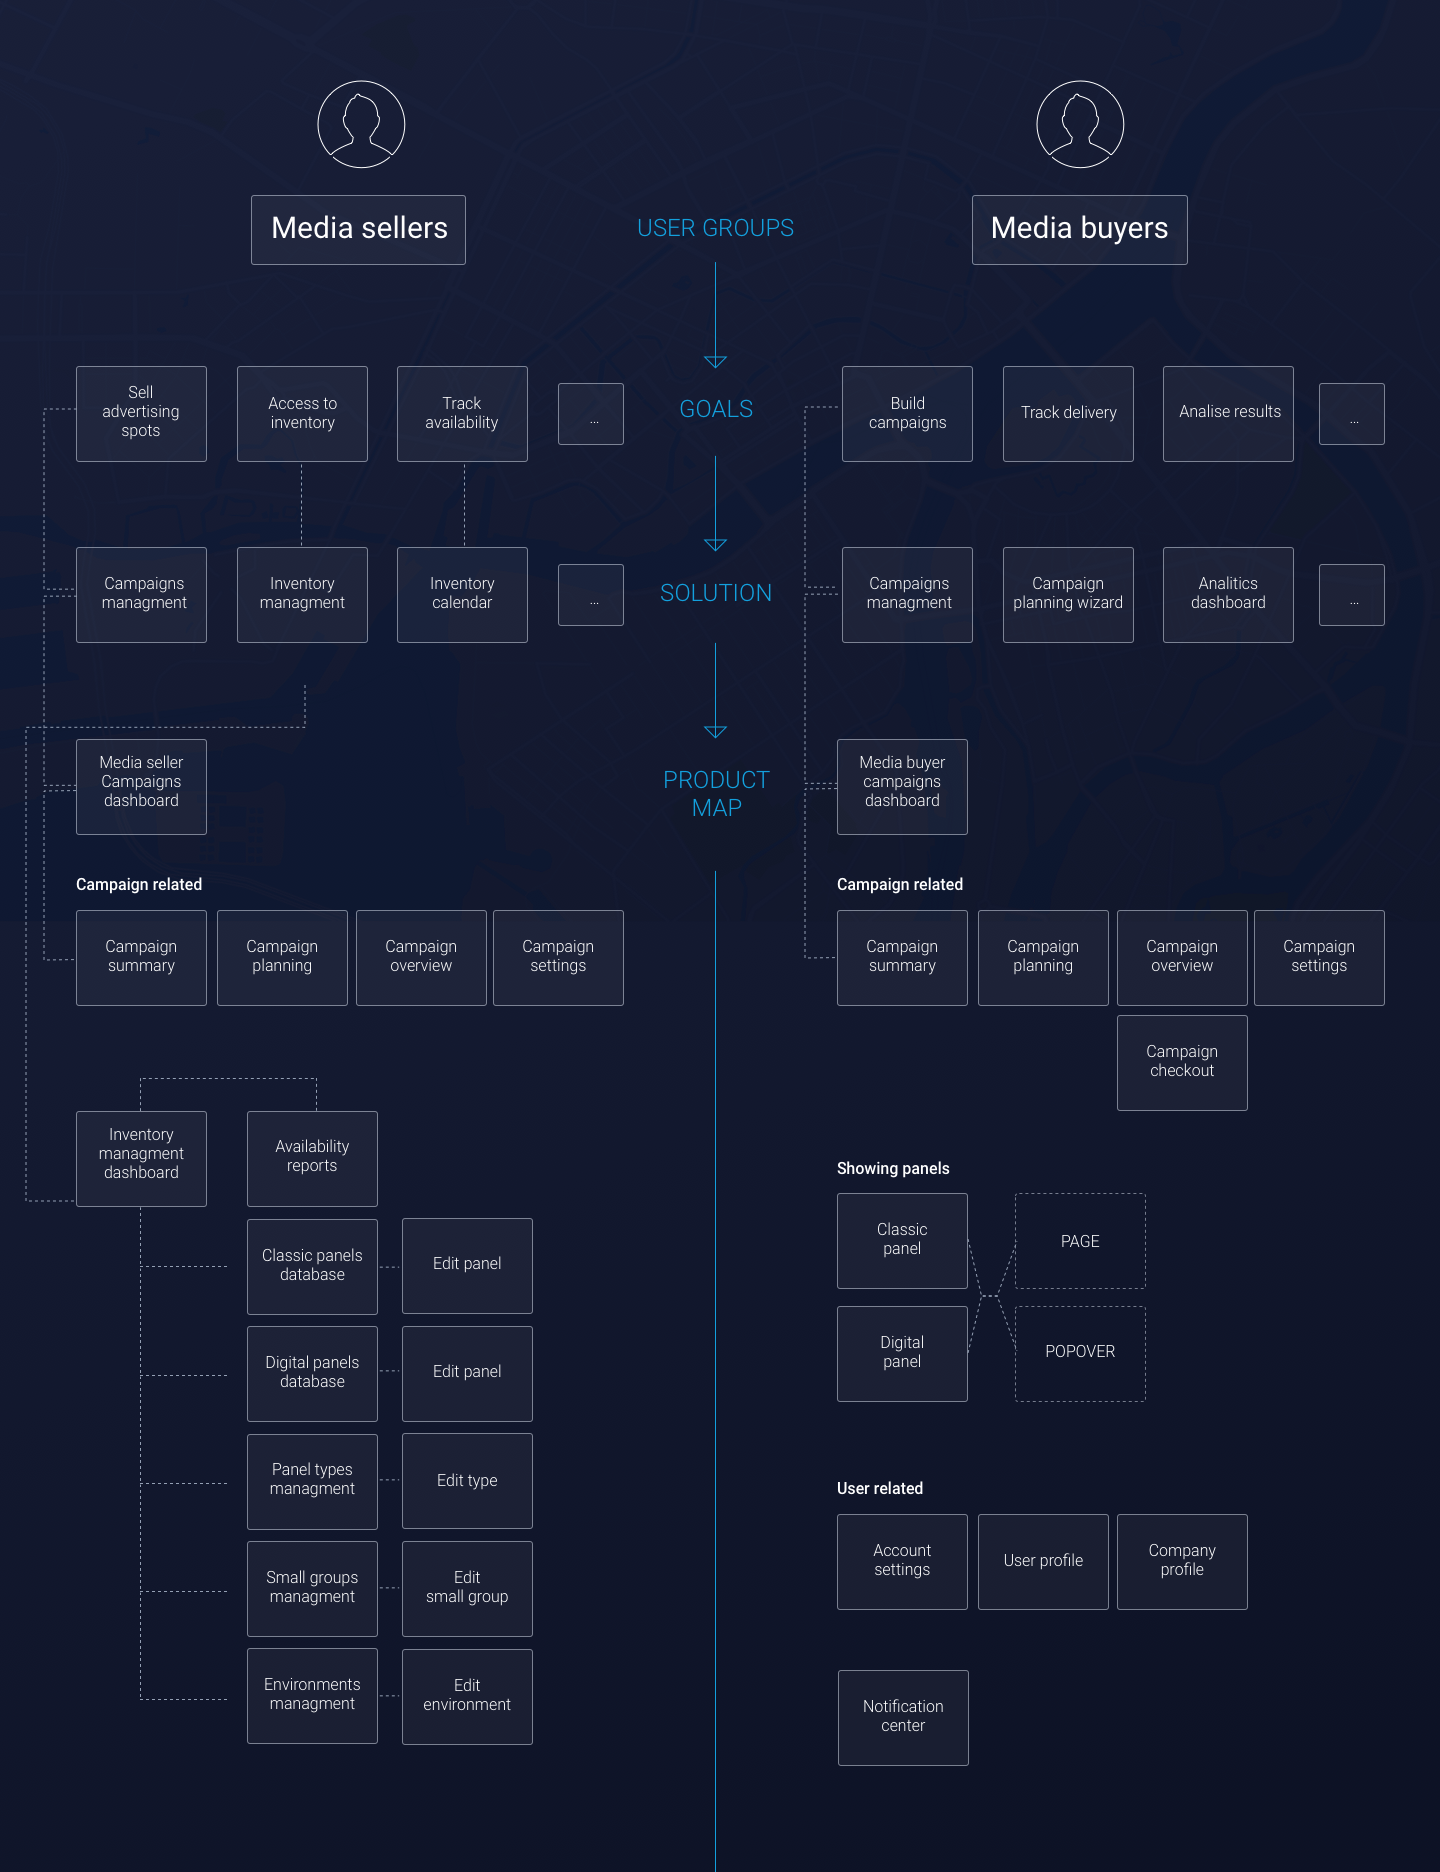 Media sellers
USER GROUPS
Media buyers
Sell
advertising
spots
Access to
inventory
Track
availability
...
GOALS
Build
campaigns
Track delivery
Analise results
...
Campaigns
managment
Inventory
managment
Inventory
calendar
...
SOLUTION
Campaigns
managment
Campaign
planning wizard
Analitics
dashboard
...
Media seller
Campaigns
dashboard
PRODUCT
MAP
Media buyer
campaigns
dashboard
Campaign related
Campaign
summary
Campaign
planning
Campaign
overview
Campaign
settings
Campaign related
Campaign
summary
Campaign
planning
Campaign
overview
Campaign
settings
Campaign
checkout
Inventory
managment
dashboard
Availability
reports
Classic panels
database
Edit panel
Digital panels
database
Edit panel
Panel types
managment
Edit type
Small groups
managment
Edit
small group
Environments
managment
Edit
environment
Showing panels
Classic
panel
PAGE
Digital
panel
POPOVER
User related
Account
settings
User profile
Company
profile
Notification
center